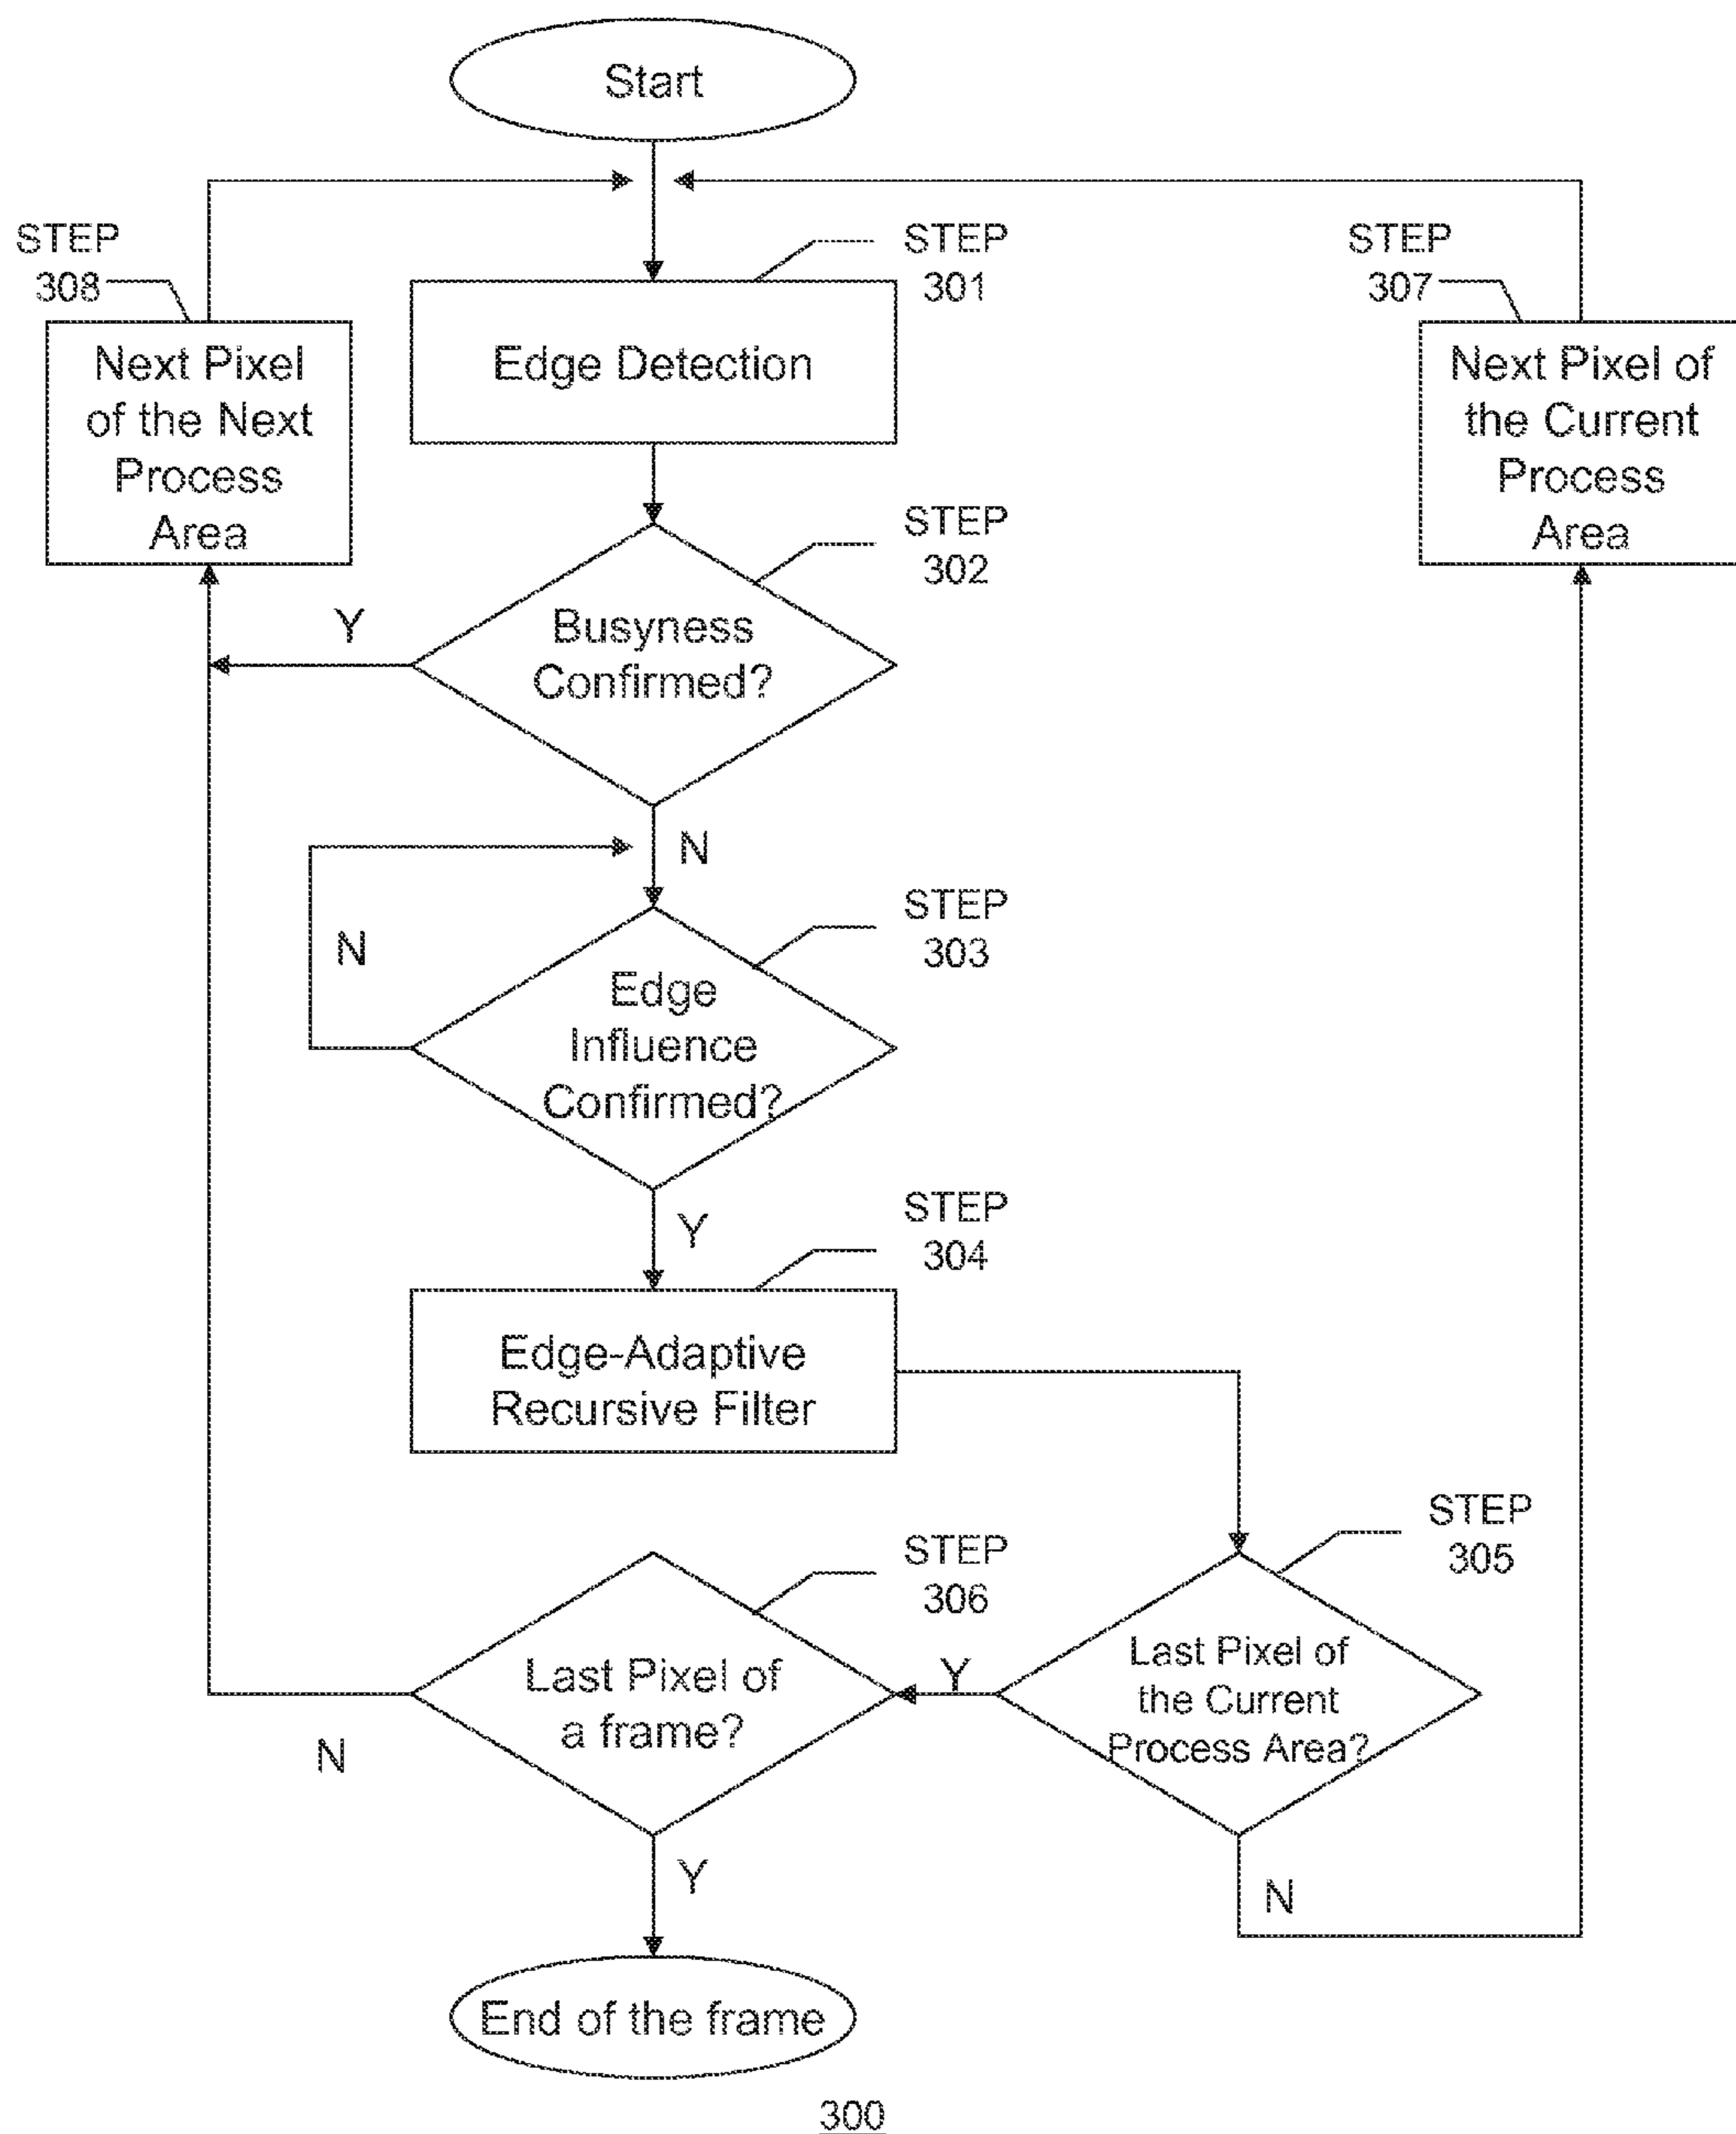 Start
STEP
308
STEP
301
STEP
307
Next Pixel
of the Next
Process
Area
Edge Detection
Next Pixel of
the Current
Process
Area
STEP
302
Y
Busyness
Confirmed?
N
STEP
303
N
Edge
Influence
Confirmed?
Y
STEP
304
Edge-Adaptive
Recursive Filter
STEP
305
STEP
306
Last Pixel of
a frame?
Y
Last Pixel of
the Current
Process Area?
N
Y
N
End of the frame
300